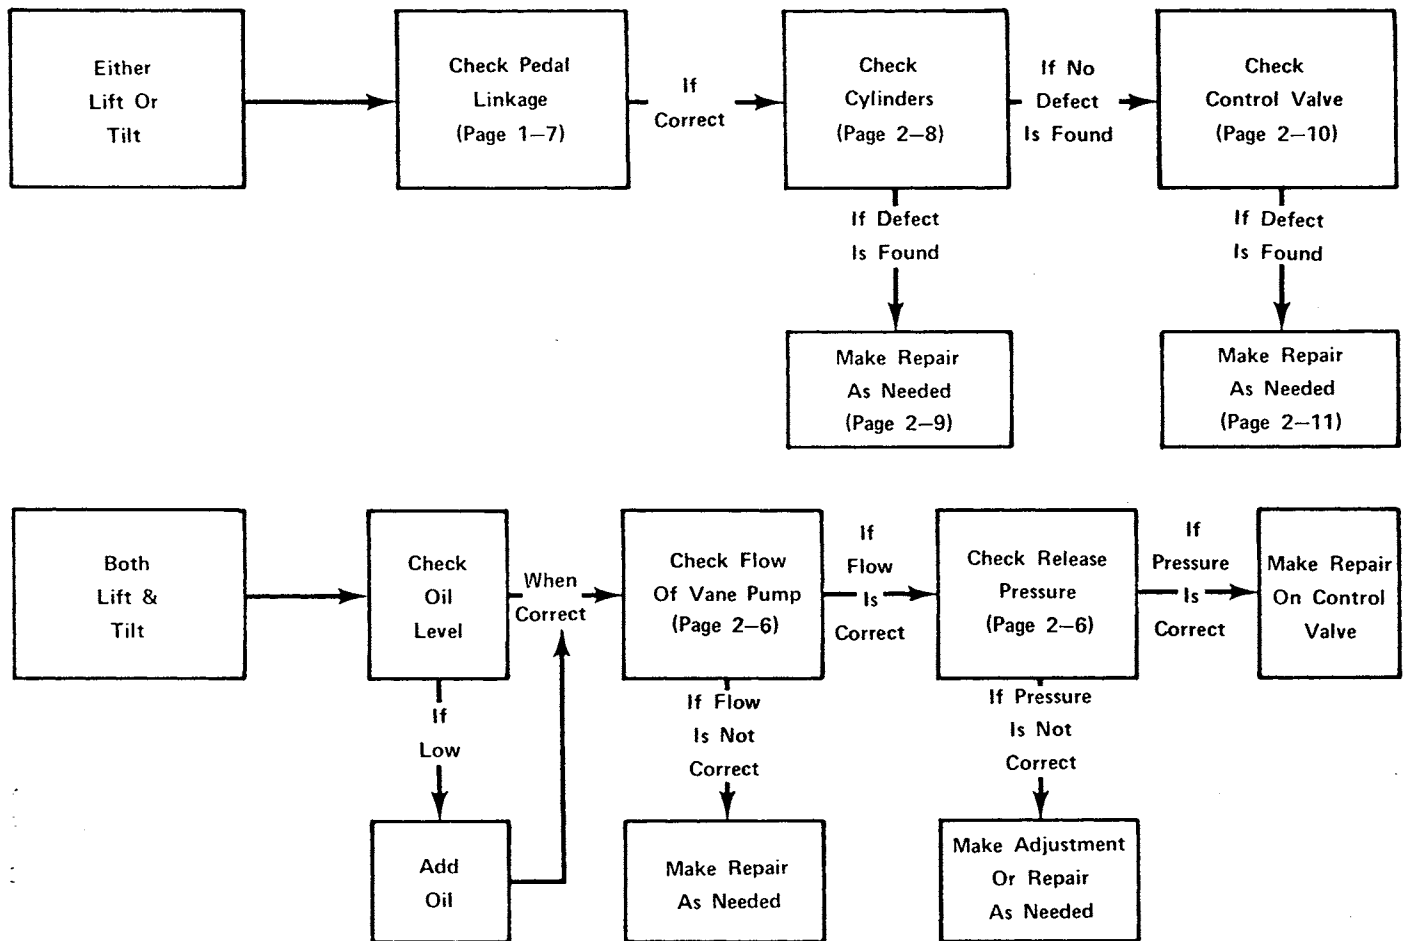 Either
Lift Or
Tilt
Check Pedal
Linkage
(Page 1–7)
If
Correct
Check
Cylinders
(Page 2–8)
If No
Defect
Is Found
Check
Control Valve
(Page 2–10)
If Defect
Is Found
If Defect
Is Found
Make Repair
As Needed
(Page 2–9)
Make Repair
As Needed
(Page 2–11)
Both
Lift &
Tilt
Check
Oil
Level
When
Correct
Check Flow
Of Vane Pump
(Page 2–6)
If
Flow
Is
Correct
Check Release
Pressure
(Page 2–6)
If
Pressure
Is
Correct
Make Repair
On Control
Valve
If
Low
If Flow
Is Not
Correct
If Pressure
Is Not
Correct
Add
Oil
Make Repair
As Needed
Make Adjustment
Or Repair
As Needed